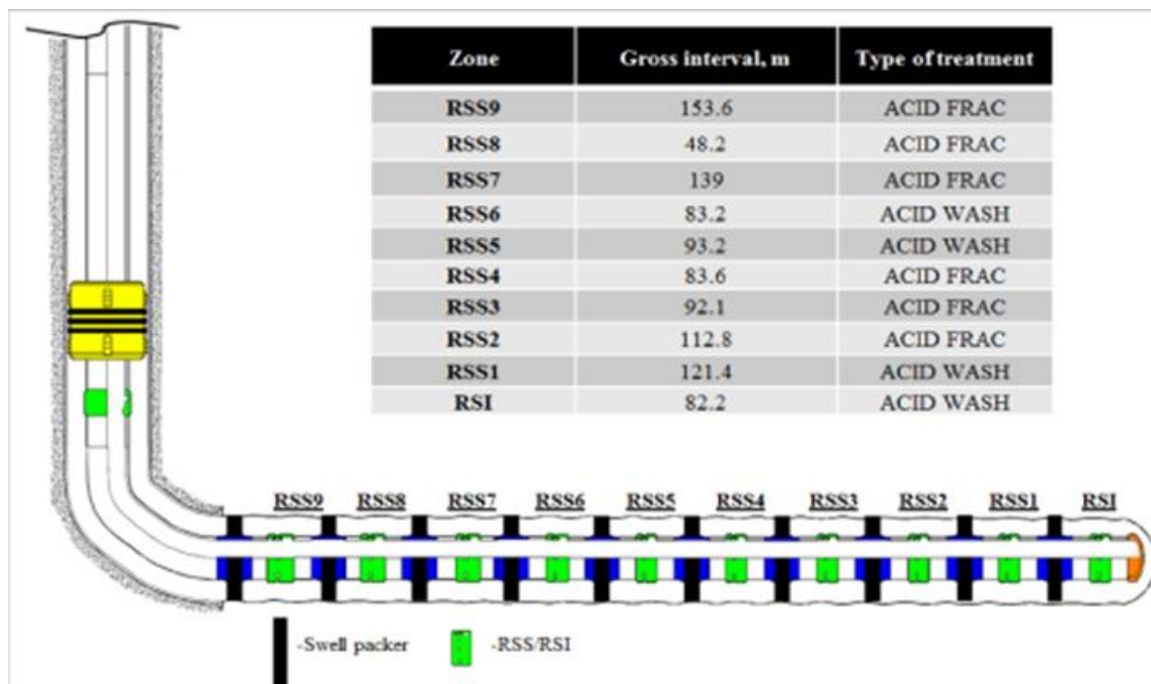 Zone Gross interval, m Type of treatment
RSS9 153.6 ACID FRAC
RSS8 48.2 ACID FRAC
RSS7 139 ACID FRAC
RSS6 83.2 ACID WASH
RSS5 93.2 ACID WASH
RSS4 83.6 ACID FRAC
RSS3 92.1 ACID FRAC
RSS2 112.8 ACID FRAC
RSS1 121.4 ACID WASH
RSI 82.2 ACID WASH
RSS9 RSS8 RSS7 RSS6 RSS5 RSS4 RSS3 RSS2 RSS1 RSI
-Swell packer -RSS/RSI